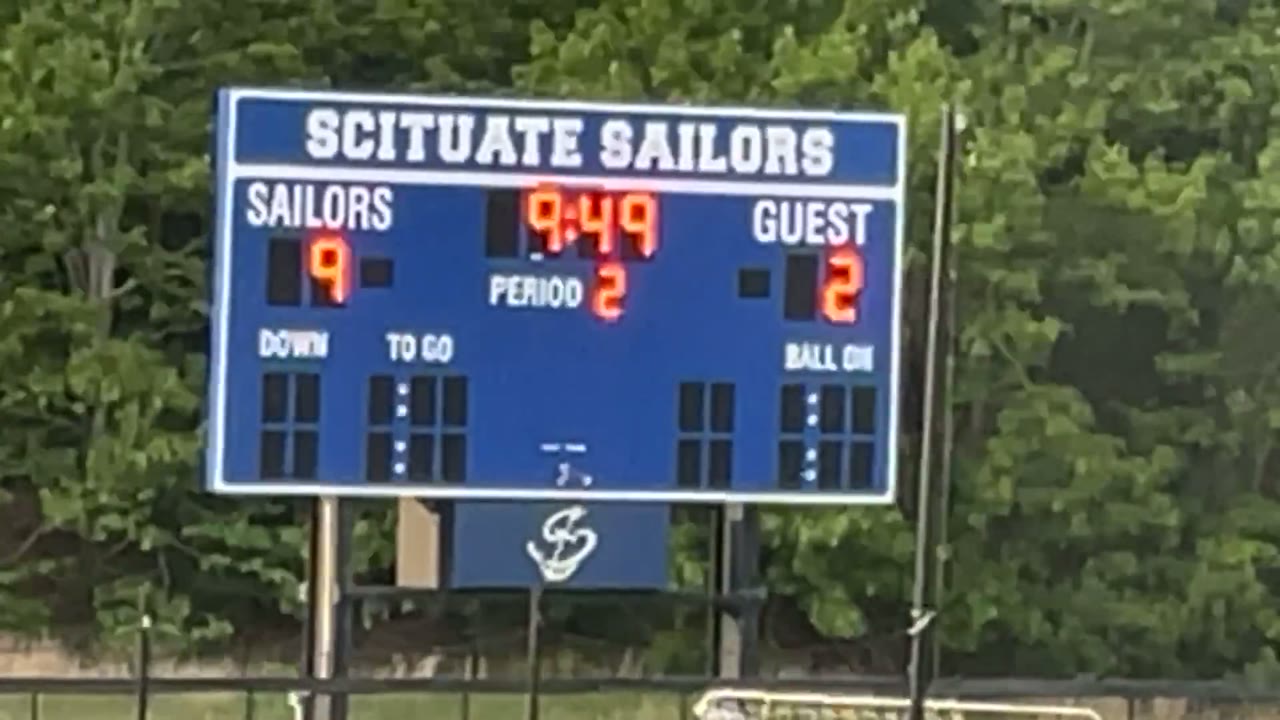 SCITUATE SAILORS
SAILORS 9:49 GUEST
9 PERIOD 2 2
DOWN TO GO BALL ON